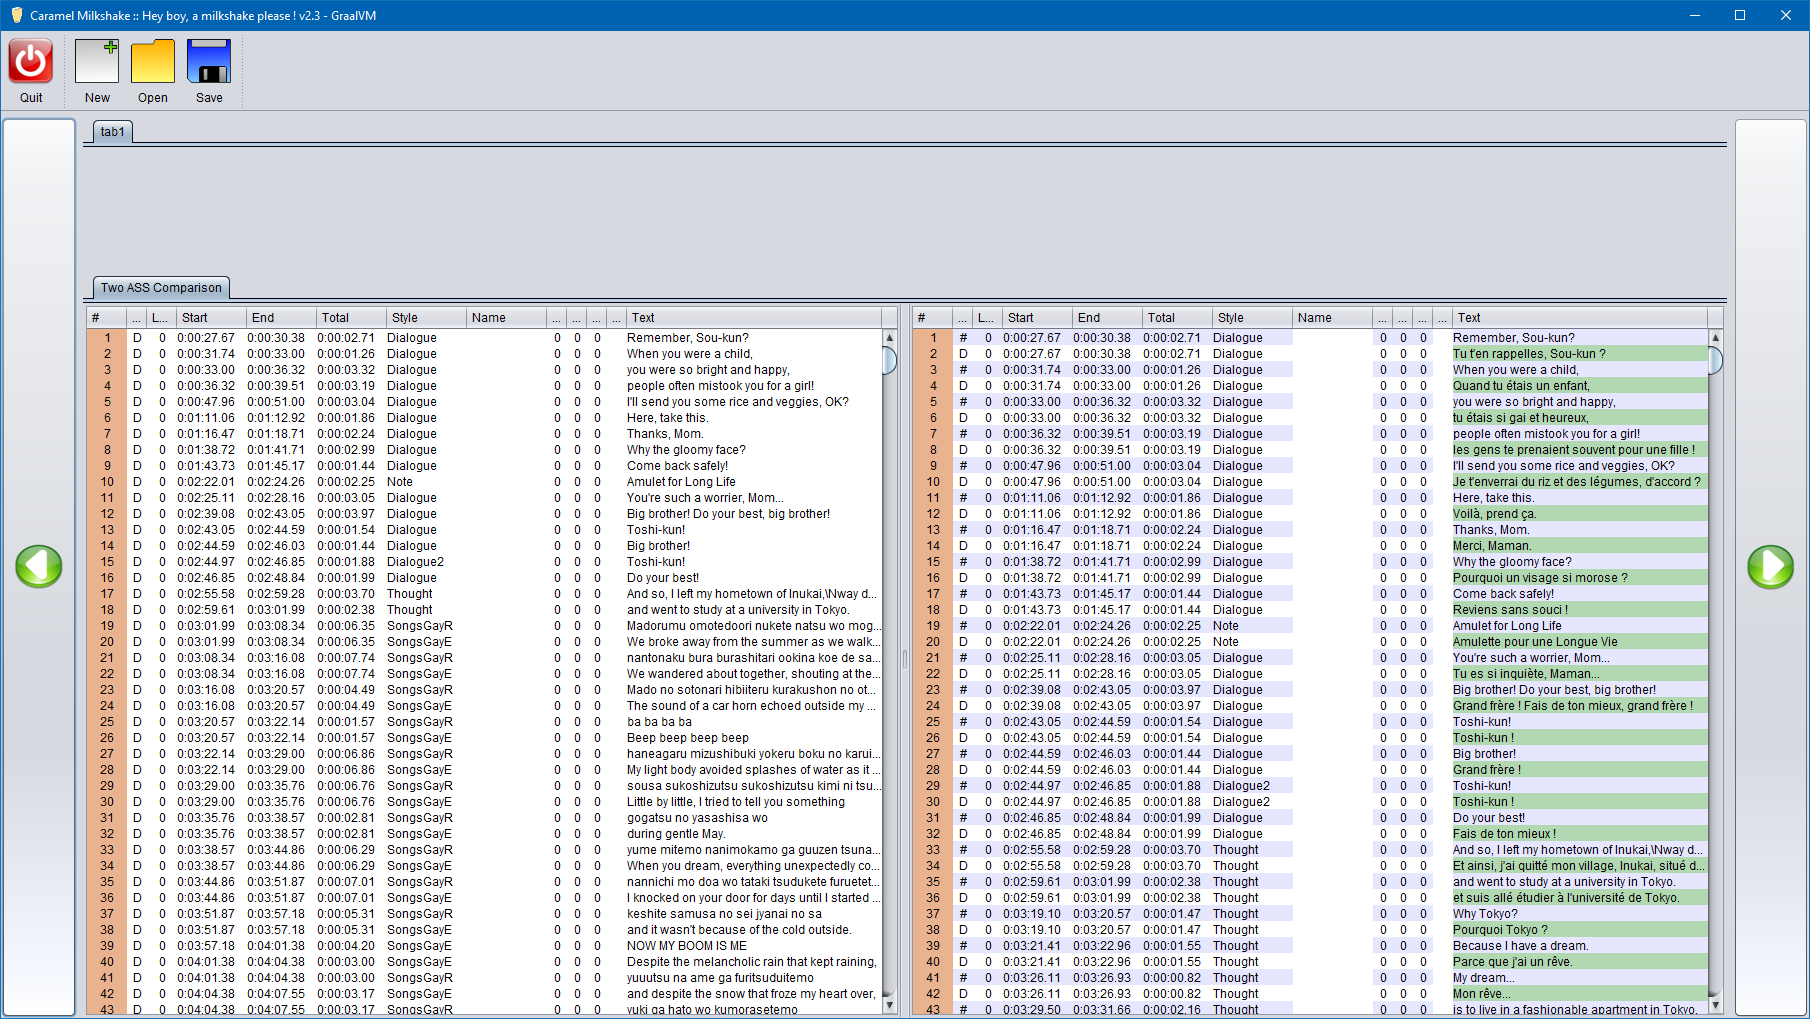 Caramel Milkshake :: Hey boy, a milkshake please ! v2.3 - GraalVM
Quit New Open Save
tab1
Two ASS Comparison
# ... L... Start End Total Style Name ... ... ... ... Text
1 D 0 0:00:27.67 0:00:30.38 0:00:02.71 Dialogue 0 0 0 Remember, Sou-kun?
2 D 0 0:00:31.74 0:00:33.00 0:00:01.26 Dialogue 0 0 0 When you were a child,
3 D 0 0:00:33.00 0:00:36.32 0:00:03.32 Dialogue 0 0 0 you were so bright and happy,
4 D 0 0:00:36.32 0:00:39.51 0:00:03.19 Dialogue 0 0 0 people often mistook you for a girl!
5 D 0 0:00:47.96 0:00:51.00 0:00:03.04 Dialogue 0 0 0 I'll send you some rice and veggies, OK?
6 D 0 0:01:11.06 0:01:12.92 0:00:01.86 Dialogue 0 0 0 Here, take this.
7 D 0 0:01:16.47 0:01:18.71 0:00:02.24 Dialogue 0 0 0 Thanks, Mom.
8 D 0 0:01:38.72 0:01:41.71 0:00:02.99 Dialogue 0 0 0 Why the gloomy face?
9 D 0 0:01:43.73 0:01:45.17 0:00:01.44 Dialogue 0 0 0 Come back safely!
10 D 0 0:02:22.01 0:02:24.26 0:00:02.25 Note 0 0 0 Amulet for Long Life
11 D 0 0:02:25.11 0:02:28.16 0:00:03.05 Dialogue 0 0 0 You're such a worrier, Mom...
12 D 0 0:02:39.08 0:02:43.05 0:00:03.97 Dialogue 0 0 0 Big brother! Do your best, big brother!
13 D 0 0:02:43.05 0:02:44.59 0:00:01.54 Dialogue 0 0 0 Toshi-kun!
14 D 0 0:02:44.59 0:02:46.03 0:00:01.44 Dialogue 0 0 0 Big brother!
15 D 0 0:02:44.97 0:02:46.85 0:00:01.88 Dialogue2 0 0 0 Toshi-kun!
16 D 0 0:02:46.85 0:02:48.84 0:00:01.99 Dialogue 0 0 0 Do your best!
17 D 0 0:02:55.58 0:02:59.28 0:00:03.70 Thought 0 0 0 And so, I left my hometown of Inukai,\Nway d...
18 D 0 0:02:59.61 0:03:01.99 0:00:02.38 Thought 0 0 0 and went to study at a university in Tokyo.
19 D 0 0:03:01.99 0:03:08.34 0:00:06.35 SongsGayR 0 0 0 Madorumu omotedoori nukete natsu wo mog...
20 D 0 0:03:01.99 0:03:08.34 0:00:06.35 SongsGayE 0 0 0 We broke away from the summer as we walk...
21 D 0 0:03:08.34 0:03:16.08 0:00:07.74 SongsGayR 0 0 0 nantonaku bura burashitari ookina koe de sa...
22 D 0 0:03:08.34 0:03:16.08 0:00:07.74 SongsGayE 0 0 0 We wandered about together, shouting at the...
23 D 0 0:03:16.08 0:03:20.57 0:00:04.49 SongsGayR 0 0 0 Mado no sotonari hibiiteru kurakushon no ot...
24 D 0 0:03:16.08 0:03:20.57 0:00:04.49 SongsGayE 0 0 0 The sound of a car horn echoed outside my ...
25 D 0 0:03:20.57 0:03:22.14 0:00:01.57 SongsGayR 0 0 0 ba ba ba ba
26 D 0 0:03:20.57 0:03:22.14 0:00:01.57 SongsGayE 0 0 0 Beep beep beep beep
27 D 0 0:03:22.14 0:03:29.00 0:00:06.86 SongsGayR 0 0 0 haneagaru mizushibuki yokeru boku no karui...
28 D 0 0:03:22.14 0:03:29.00 0:00:06.86 SongsGayE 0 0 0 My light body avoided splashes of water as it ...
29 D 0 0:03:29.00 0:03:35.76 0:00:06.76 SongsGayR 0 0 0 sousa sukoshizutsu sukoshizutsu kimi ni tsu...
30 D 0 0:03:29.00 0:03:35.76 0:00:06.76 SongsGayE 0 0 0 Little by little, I tried to tell you something
31 D 0 0:03:35.76 0:03:38.57 0:00:02.81 SongsGayR 0 0 0 gogatsu no yasashisa wo
32 D 0 0:03:35.76 0:03:38.57 0:00:02.81 SongsGayE 0 0 0 during gentle May.
33 D 0 0:03:38.57 0:03:44.86 0:00:06.29 SongsGayR 0 0 0 yume mitemo nanimokamo ga guuzen tsuna...
34 D 0 0:03:38.57 0:03:44.86 0:00:06.29 SongsGayE 0 0 0 When you dream, everything unexpectedly co...
35 D 0 0:03:44.86 0:03:51.87 0:00:07.01 SongsGayR 0 0 0 nannichi mo doa wo tataki tsudukete furuetet...
36 D 0 0:03:44.86 0:03:51.87 0:00:07.01 SongsGayE 0 0 0 I knocked on your door for days until I started ...
37 D 0 0:03:51.87 0:03:57.18 0:00:05.31 SongsGayR 0 0 0 keshite samusa no sei jyanai no sa
38 D 0 0:03:51.87 0:03:57.18 0:00:05.31 SongsGayE 0 0 0 and it wasn't because of the cold outside.
39 D 0 0:03:57.18 0:04:01.38 0:00:04.20 SongsGayR 0 0 0 NOW MY BOOM IS ME
40 D 0 0:03:57.18 0:04:01.38 0:00:04.20 SongsGayE 0 0 0 Despite the melancholic rain that kept raining,
41 D 0 0:04:01.38 0:04:04.38 0:00:03.00 SongsGayR 0 0 0 yuuutsu na ame ga furitsuduitemo
42 D 0 0:04:04.38 0:04:07.55 0:00:03.17 SongsGayE 0 0 0 and despite the snow that froze my heart over,
43 D 0 0:04:04.38 0:04:07.55 0:00:03.17 SongsGayR 0 0 0 yuki ga hato wo kumorasetemo
# ... L... Start End Total Style Name ... ... ... ... Text
1 # 0 0:00:27.67 0:00:30.38 0:00:02.71 Dialogue 0 0 0 Remember, Sou-kun?
2 D 0 0:00:27.67 0:00:30.38 0:00:02.71 Dialogue 0 0 0 Tu t'en rappelles, Sou-kun ?
3 # 0 0:00:31.74 0:00:33.00 0:00:01.26 Dialogue 0 0 0 When you were a child,
4 D 0 0:00:31.74 0:00:33.00 0:00:01.26 Dialogue 0 0 0 Quand tu étais un enfant,
5 # 0 0:00:33.00 0:00:36.32 0:00:03.32 Dialogue 0 0 0 you were so bright and happy,
6 D 0 0:00:33.00 0:00:36.32 0:00:03.32 Dialogue 0 0 0 tu étais si gai et heureux,
7 # 0 0:00:36.32 0:00:39.51 0:00:03.19 Dialogue 0 0 0 people often mistook you for a girl!
8 D 0 0:00:36.32 0:00:39.51 0:00:03.19 Dialogue 0 0 0 les gens te prenaient souvent pour une fille !
9 # 0 0:00:47.96 0:00:51.00 0:00:03.04 Dialogue 0 0 0 I'll send you some rice and veggies, OK?
10 D 0 0:00:47.96 0:00:51.00 0:00:03.04 Dialogue 0 0 0 Je t'enverrai du riz et des légumes, d'accord ?
11 # 0 0:01:11.06 0:01:12.92 0:00:01.86 Dialogue 0 0 0 Here, take this.
12 D 0 0:01:11.06 0:01:12.92 0:00:01.86 Dialogue 0 0 0 Voilà, prend ça.
13 # 0 0:01:16.47 0:01:18.71 0:00:02.24 Dialogue 0 0 0 Thanks, Mom.
14 D 0 0:01:16.47 0:01:18.71 0:00:02.24 Dialogue 0 0 0 Merci, Maman.
15 # 0 0:01:38.72 0:01:41.71 0:00:02.99 Dialogue 0 0 0 Why the gloomy face?
16 D 0 0:01:38.72 0:01:41.71 0:00:02.99 Dialogue 0 0 0 Pourquoi un visage si morose ?
17 # 0 0:01:43.73 0:01:45.17 0:00:01.44 Dialogue 0 0 0 Come back safely!
18 D 0 0:01:43.73 0:01:45.17 0:00:01.44 Dialogue 0 0 0 Reviens sans souci !
19 # 0 0:02:22.01 0:02:24.26 0:00:02.25 Note 0 0 0 Amulet for Long Life
20 D 0 0:02:22.01 0:02:24.26 0:00:02.25 Note 0 0 0 Amulette pour une Longue Vie
21 # 0 0:02:25.11 0:02:28.16 0:00:03.05 Dialogue 0 0 0 You're such a worrier, Mom...
22 D 0 0:02:25.11 0:02:28.16 0:00:03.05 Dialogue 0 0 0 Tu es si inquiète, Maman...
23 # 0 0:02:39.08 0:02:43.05 0:00:03.97 Dialogue 0 0 0 Big brother! Do your best, big brother!
24 D 0 0:02:39.08 0:02:43.05 0:00:03.97 Dialogue 0 0 0 Grand frère ! Fais de ton mieux, grand frère !
25 # 0 0:02:43.05 0:02:44.59 0:00:01.54 Dialogue 0 0 0 Toshi-kun!
26 D 0 0:02:43.05 0:02:44.59 0:00:01.54 Dialogue 0 0 0 Toshi-kun !
27 # 0 0:02:44.59 0:02:46.03 0:00:01.44 Dialogue 0 0 0 Big brother!
28 D 0 0:02:44.59 0:02:46.03 0:00:01.44 Dialogue 0 0 0 Grand frère !
29 # 0 0:02:44.97 0:02:46.85 0:00:01.88 Dialogue2 0 0 0 Toshi-kun!
30 D 0 0:02:44.97 0:02:46.85 0:00:01.88 Dialogue2 0 0 0 Toshi-kun !
31 # 0 0:02:46.85 0:02:48.84 0:00:01.99 Dialogue 0 0 0 Do your best!
32 D 0 0:02:46.85 0:02:48.84 0:00:01.99 Dialogue 0 0 0 Fais de ton mieux !
33 # 0 0:02:55.58 0:02:59.28 0:00:03.70 Thought 0 0 0 And so, I left my hometown of Inukai,\Nway d...
34 D 0 0:02:55.58 0:02:59.28 0:00:03.70 Thought 0 0 0 Et ainsi, j'ai quitté mon village, Inukai, situé d...
35 # 0 0:02:59.61 0:03:01.99 0:00:02.38 Thought 0 0 0 and went to study at a university in Tokyo.
36 D 0 0:02:59.61 0:03:01.99 0:00:02.38 Thought 0 0 0 et suis allé étudier à l'université de Tokyo.
37 # 0 0:03:19.10 0:03:20.57 0:00:01.47 Thought 0 0 0 Why Tokyo?
38 D 0 0:03:19.10 0:03:20.57 0:00:01.47 Thought 0 0 0 Pourquoi Tokyo ?
39 # 0 0:03:21.41 0:03:22.96 0:00:01.55 Thought 0 0 0 Because I have a dream.
40 D 0 0:03:21.41 0:03:22.96 0:00:01.55 Thought 0 0 0 Parce que j'ai un rêve.
41 # 0 0:03:26.11 0:03:26.93 0:00:00.82 Thought 0 0 0 My dream...
42 D 0 0:03:26.11 0:03:26.93 0:00:00.82 Thought 0 0 0 Mon rêve...
43 # 0 0:03:29.50 0:03:31.66 0:00:02.16 Thought 0 0 0 is to live in a fashionable apartment in Tokyo,